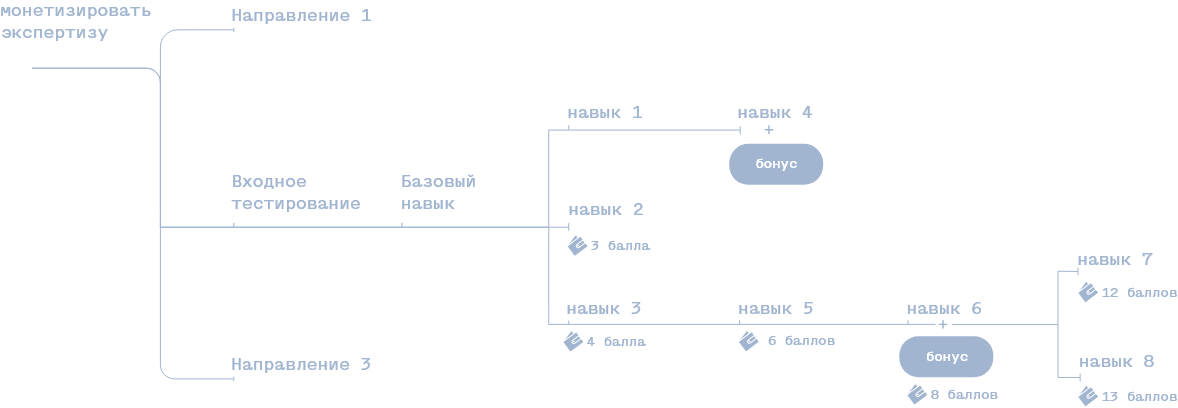 монетизировать
экспертизу
Направление 1
навык 1
навык 4
+
бонус
Входное
тестирование
Базовый
навык
навык 2
3 балла
навык 7
12 баллов
навык 3
4 балла
навык 5
6 баллов
навык 6
+
бонус
8 баллов
Направление 3
навык 8
13 баллов